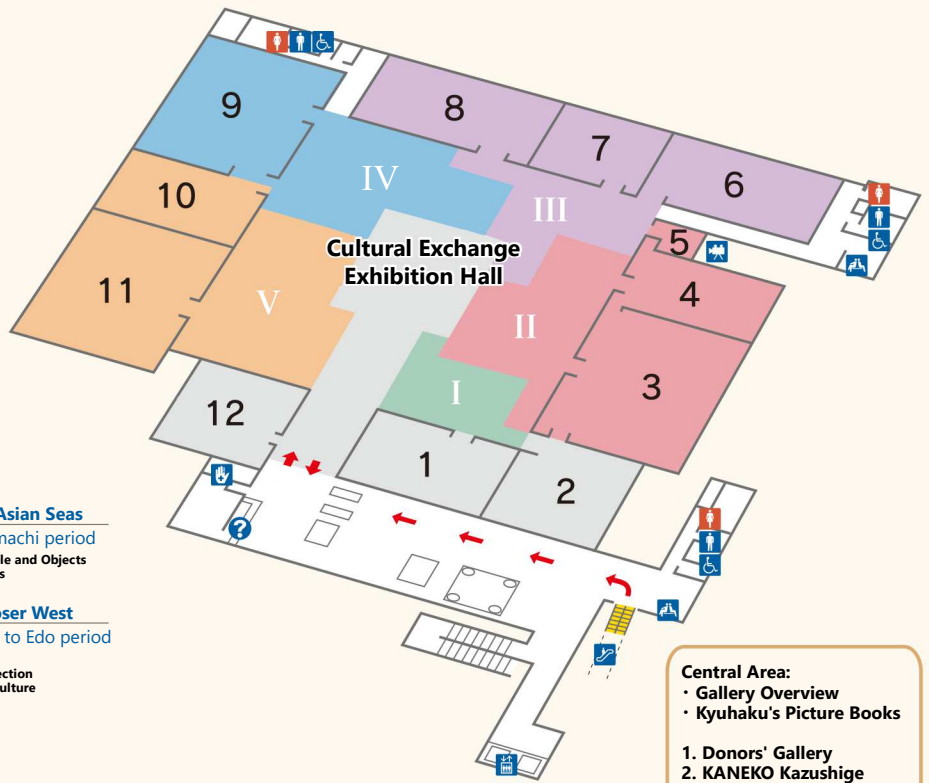 9
8
7
6
IV
10
III
5
Cultural Exchange
Exhibition Hall
4
11
V
II
3
I
12
1
2
Asian Seas
machi period
le and Objects
s
?
oser West
to Edo period
ection
ulture
Central Area:
・Gallery Overview
・Kyuhaku's Picture Books
1. Donors' Gallery
2. KANEKO Kazushige